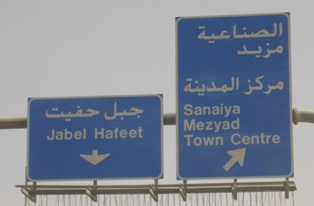 جبل حفيت
Jabel Hafeet
الصناعية
مزيد
مركز المدينة
Sanaiya
Mezyad
Town Centre